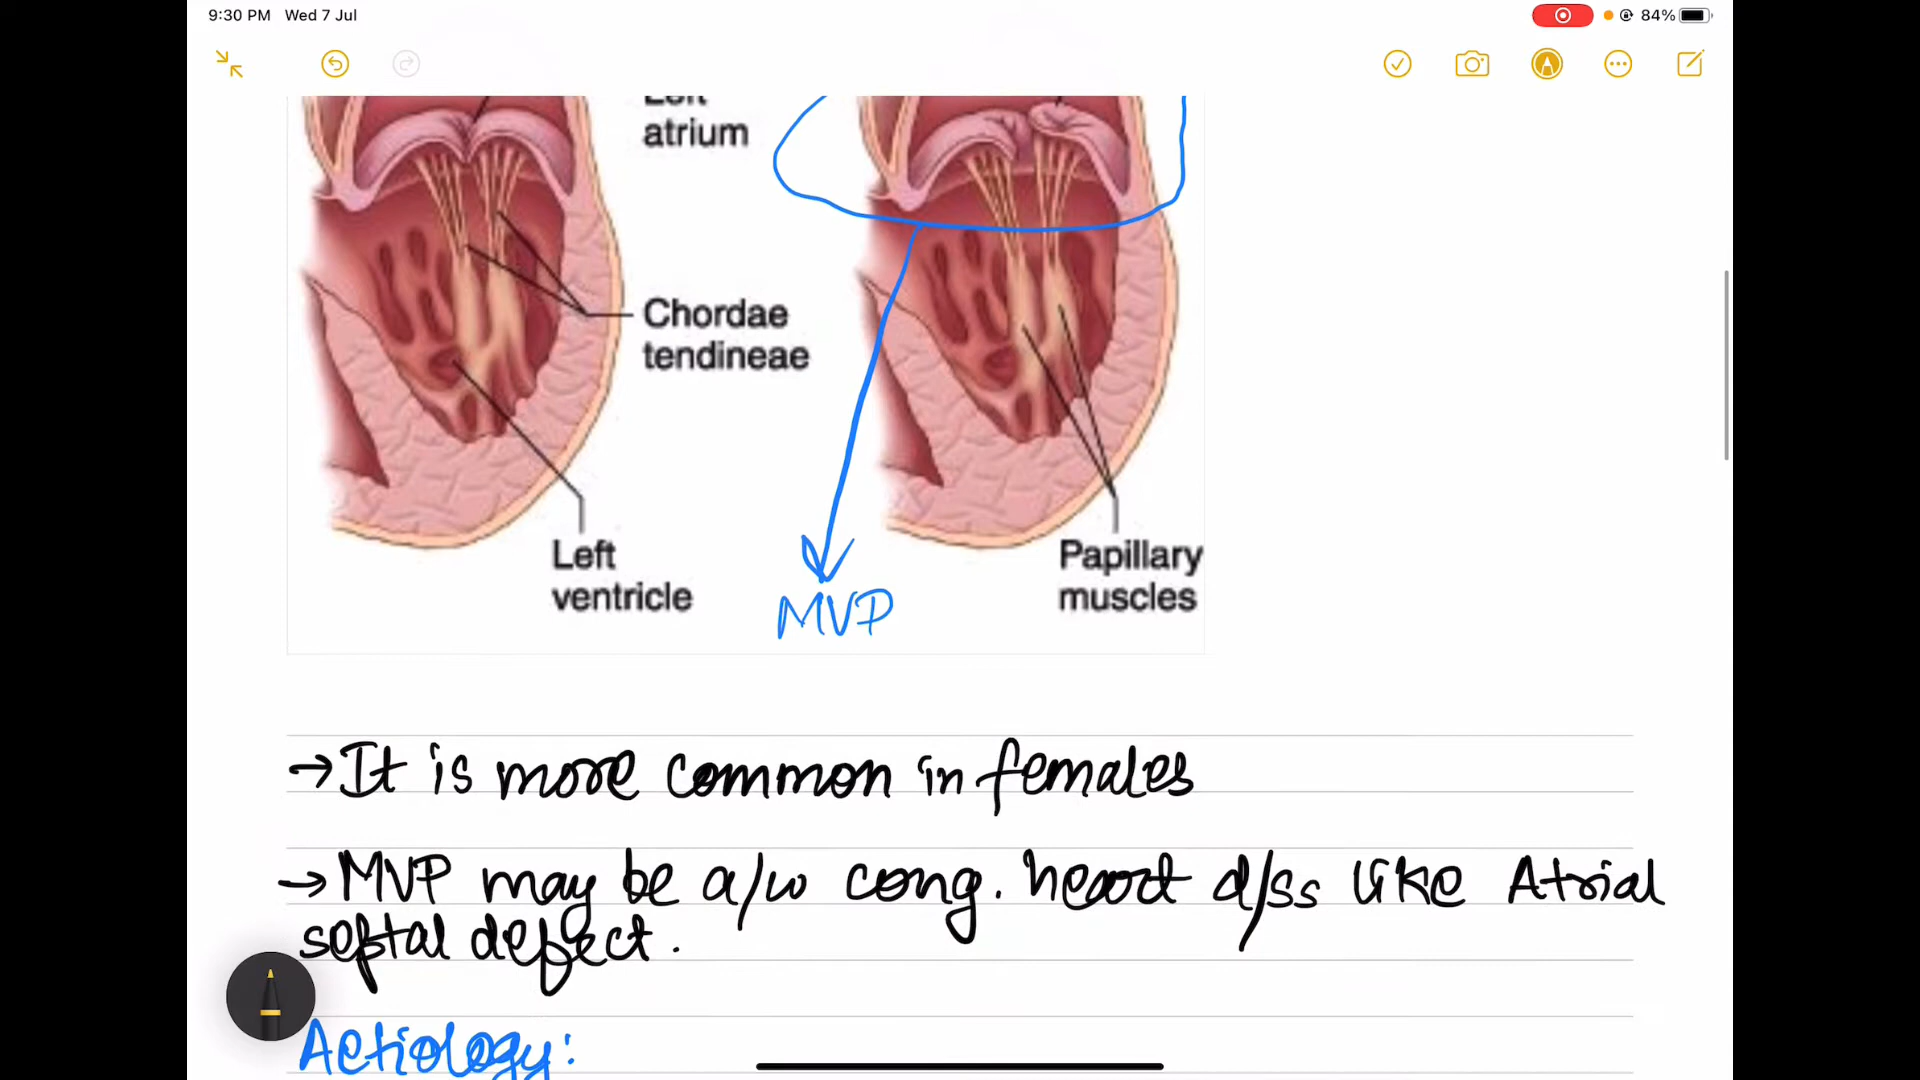 9:30 PM Wed 7 Jul
84%
Left
atrium
Chordae
tendineae
Left
ventricle
MVP
Papillary
muscles
→ It is more common in females
→ MVP may be a/w cong. heart d/ss like Atrial
septal defect.
Aetiology: